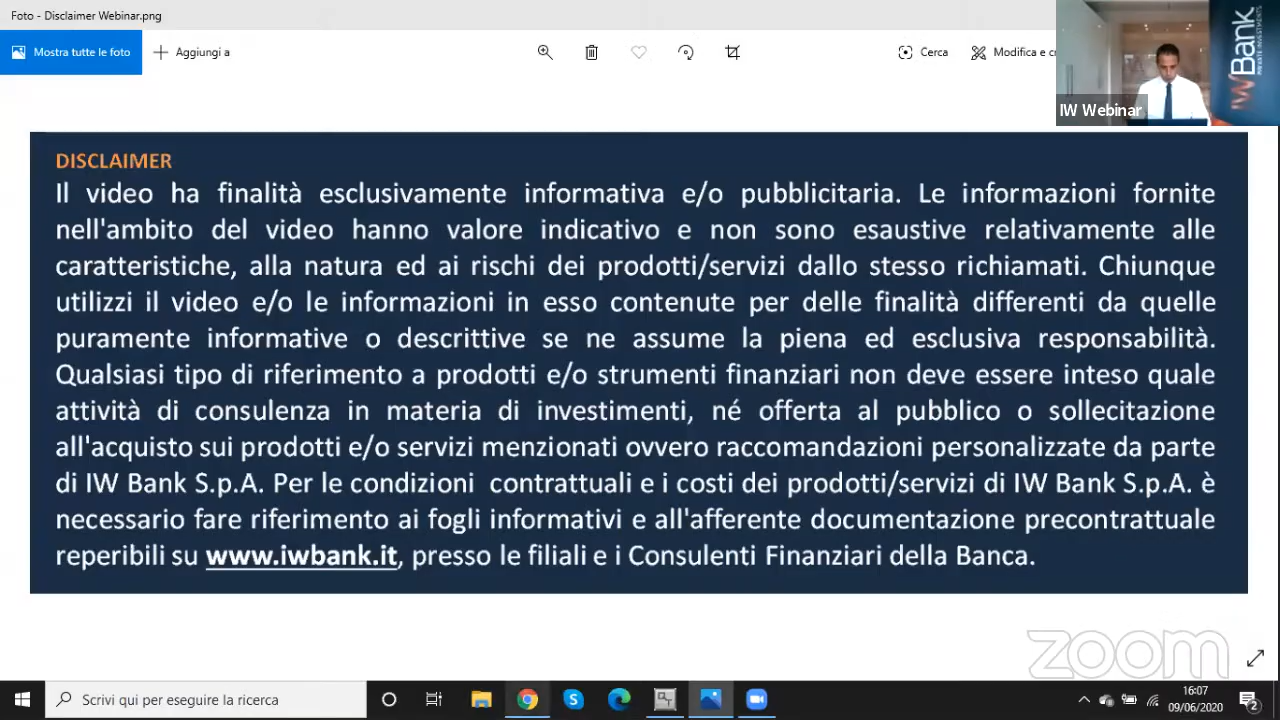 Foto - Disclaimer Webinar.png
Mostra tutte le foto
Aggiungi a
Cerca
Modifica e cr
IW Bank
PRIVATE INVESTMENTS
IW Webinar
DISCLAIMER
Il video ha finalità esclusivamente informativa e/o pubblicitaria. Le informazioni fornite
nell'ambito del video hanno valore indicativo e non sono esaustive relativamente alle
caratteristiche, alla natura ed ai rischi dei prodotti/servizi dallo stesso richiamati. Chiunque
utilizzi il video e/o le informazioni in esso contenute per delle finalità differenti da quelle
puramente informative o descrittive se ne assume la piena ed esclusiva responsabilità.
Qualsiasi tipo di riferimento a prodotti e/o strumenti finanziari non deve essere inteso quale
attività di consulenza in materia di investimenti, né offerta al pubblico o sollecitazione
all'acquisto sui prodotti e/o servizi menzionati ovvero raccomandazioni personalizzate da parte
di IW Bank S.p.A. Per le condizioni contrattuali e i costi dei prodotti/servizi di IW Bank S.p.A. è
necessario fare riferimento ai fogli informativi e all'afferente documentazione precontrattuale
reperibili su www.iwbank.it, presso le filiali e i Consulenti Finanziari della Banca.
zoom
Scrivi qui per eseguire la ricerca
16:07
09/06/2020
2